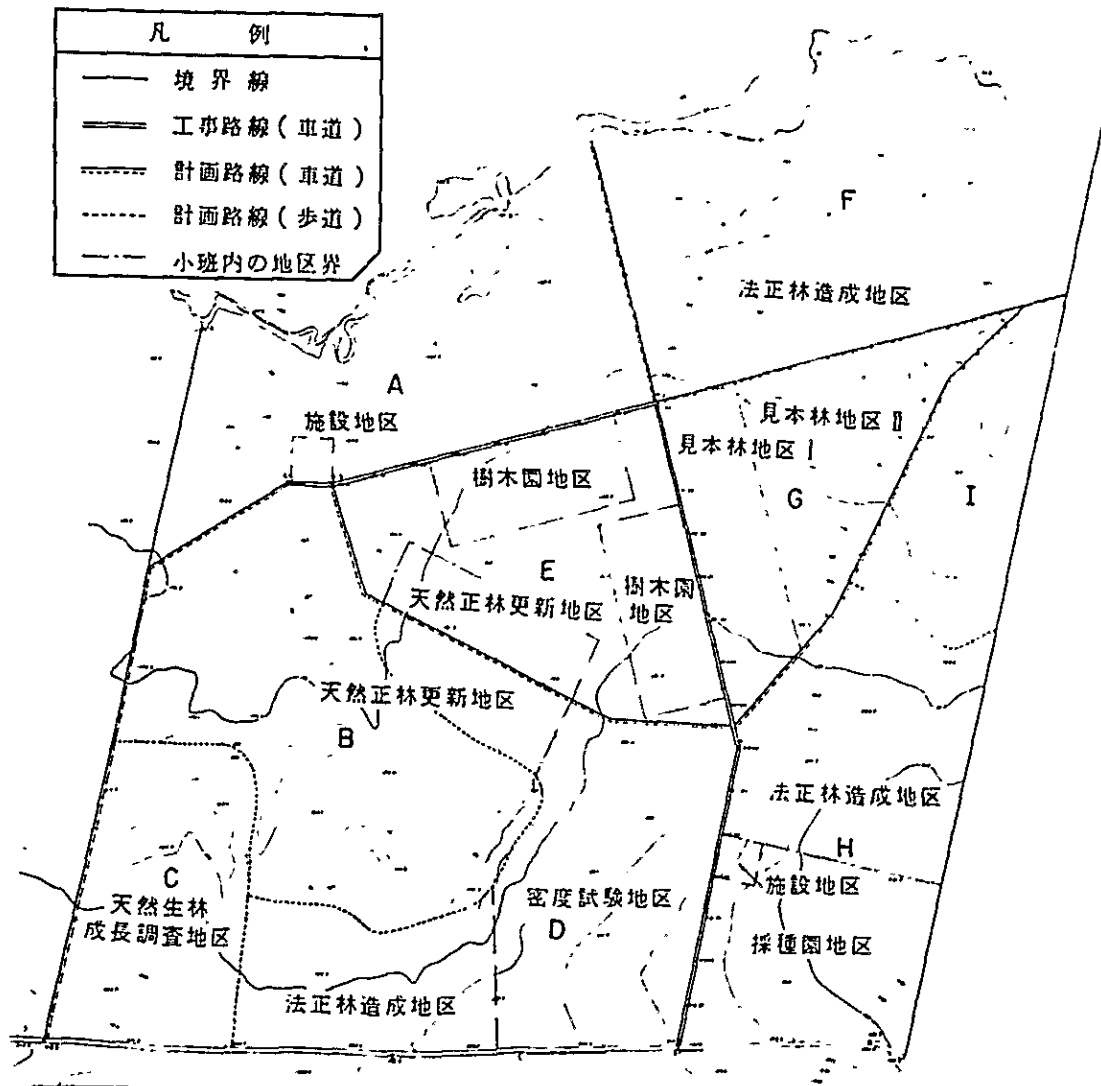 凡 例
境界線
工事路線(車道)
計画路線(車道)
計画路線(歩道)
小班内の地区界
F
法正林造成地区
A
施設地区
見本林地区Ⅱ
見本林地区Ⅰ
樹木園地区
G
I
E
天然正林更新地区
樹木園
地区
天然正林更新地区
B
法正林造成地区
H
C
施設地区
天然生林
成長調査地区
密度試験地区
D
採種園地区
法正林造成地区